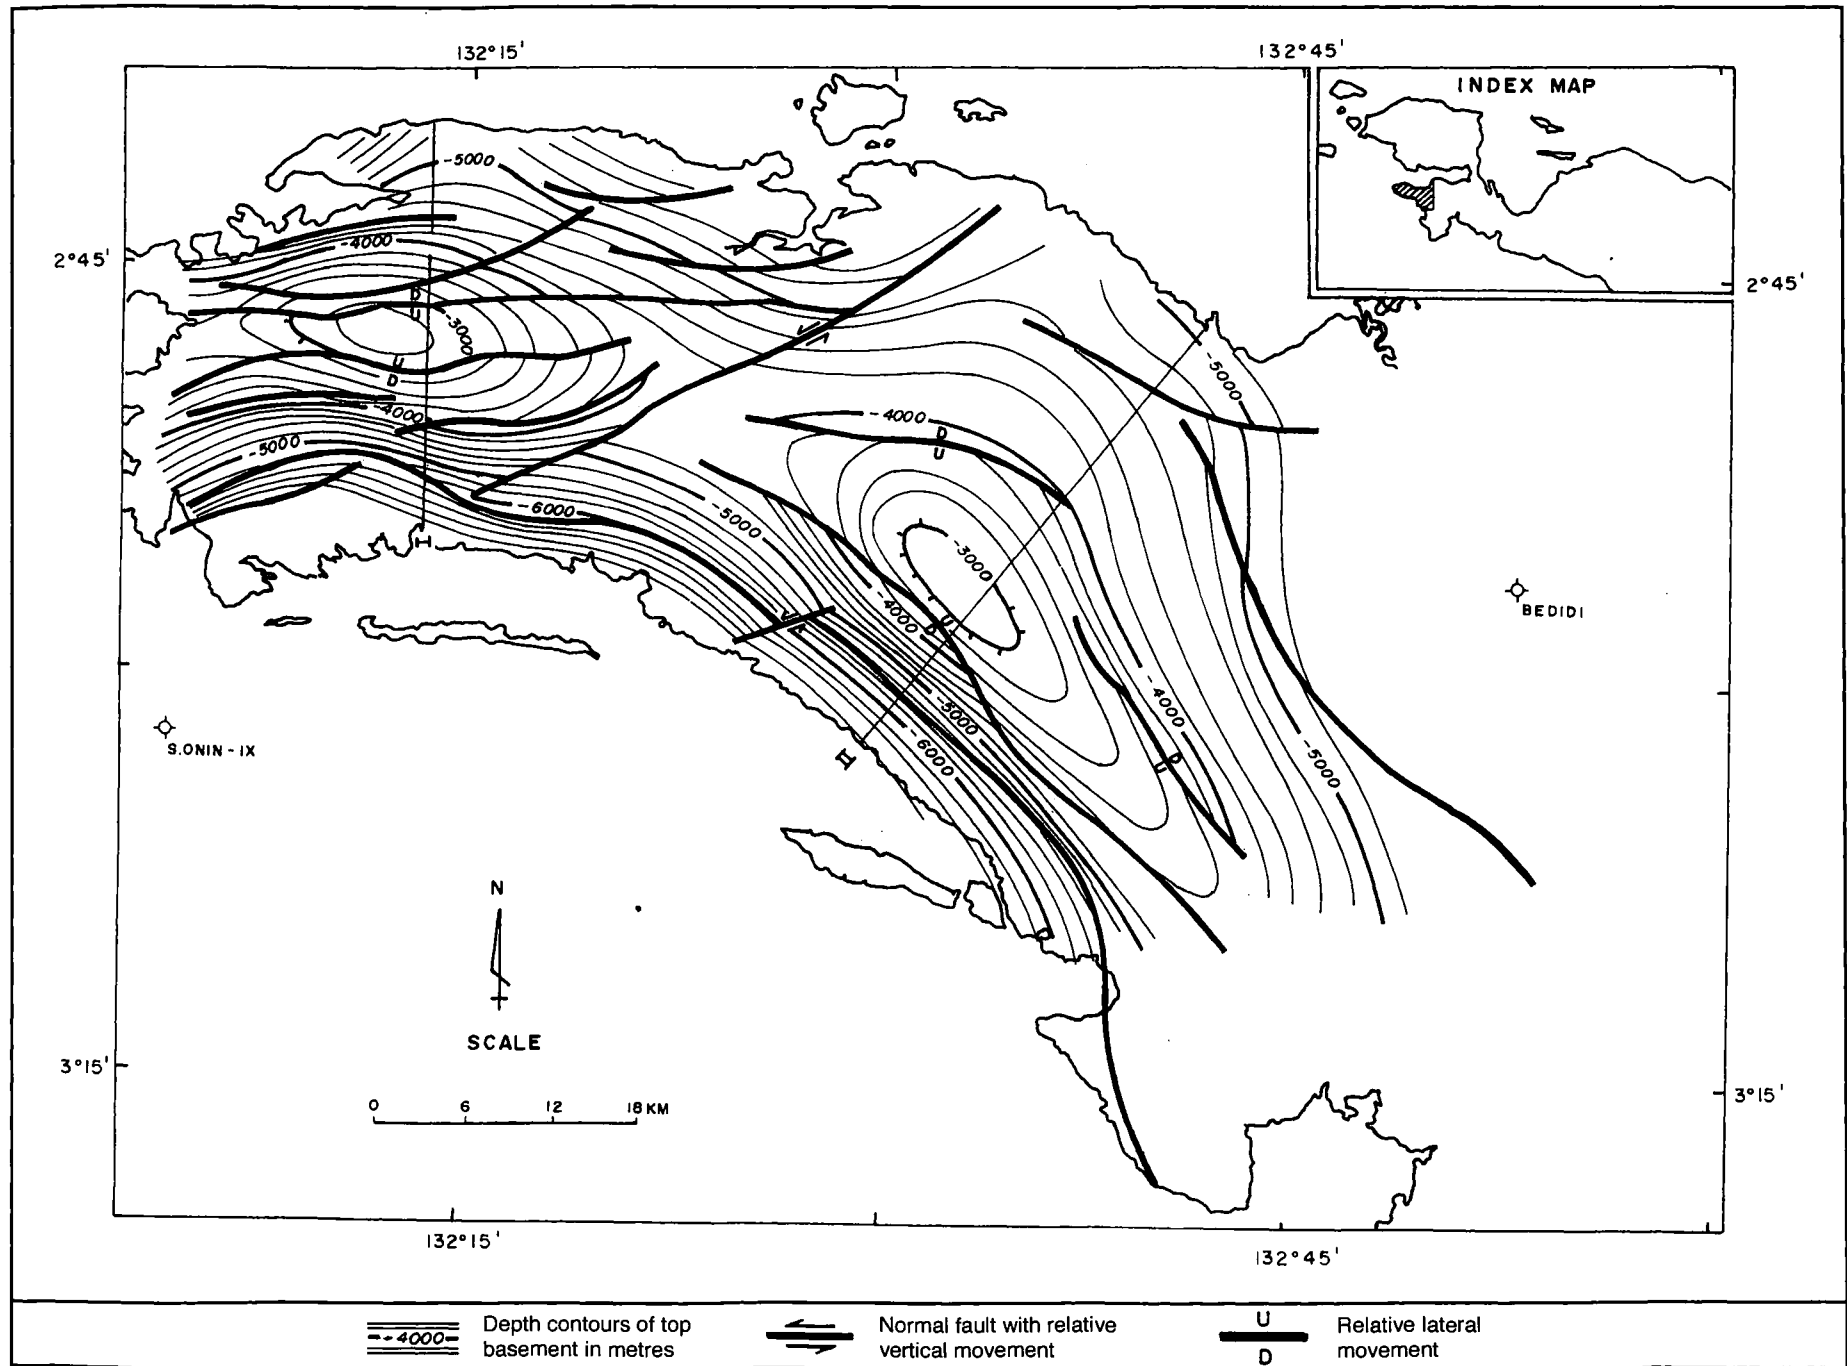 132°15'
132°45'
INDEX MAP
-5000
2°45'
-4000
2°45'
D
U
-3000
-5000
U
D
-4000
-4000
D
U
-5000
-6000
-5000
I
-3000
-4000
U
D
BEDIDI
-4000
-5000
S.ONIN-IX
-6000
II
D
U
-5000
N
SCALE
3°15'
3°15'
0 6 12 18 KM
132°15'
132°45'
-4000
Depth contours of top
basement in metres
Normal fault with relative
vertical movement
U
D
Relative lateral
movement